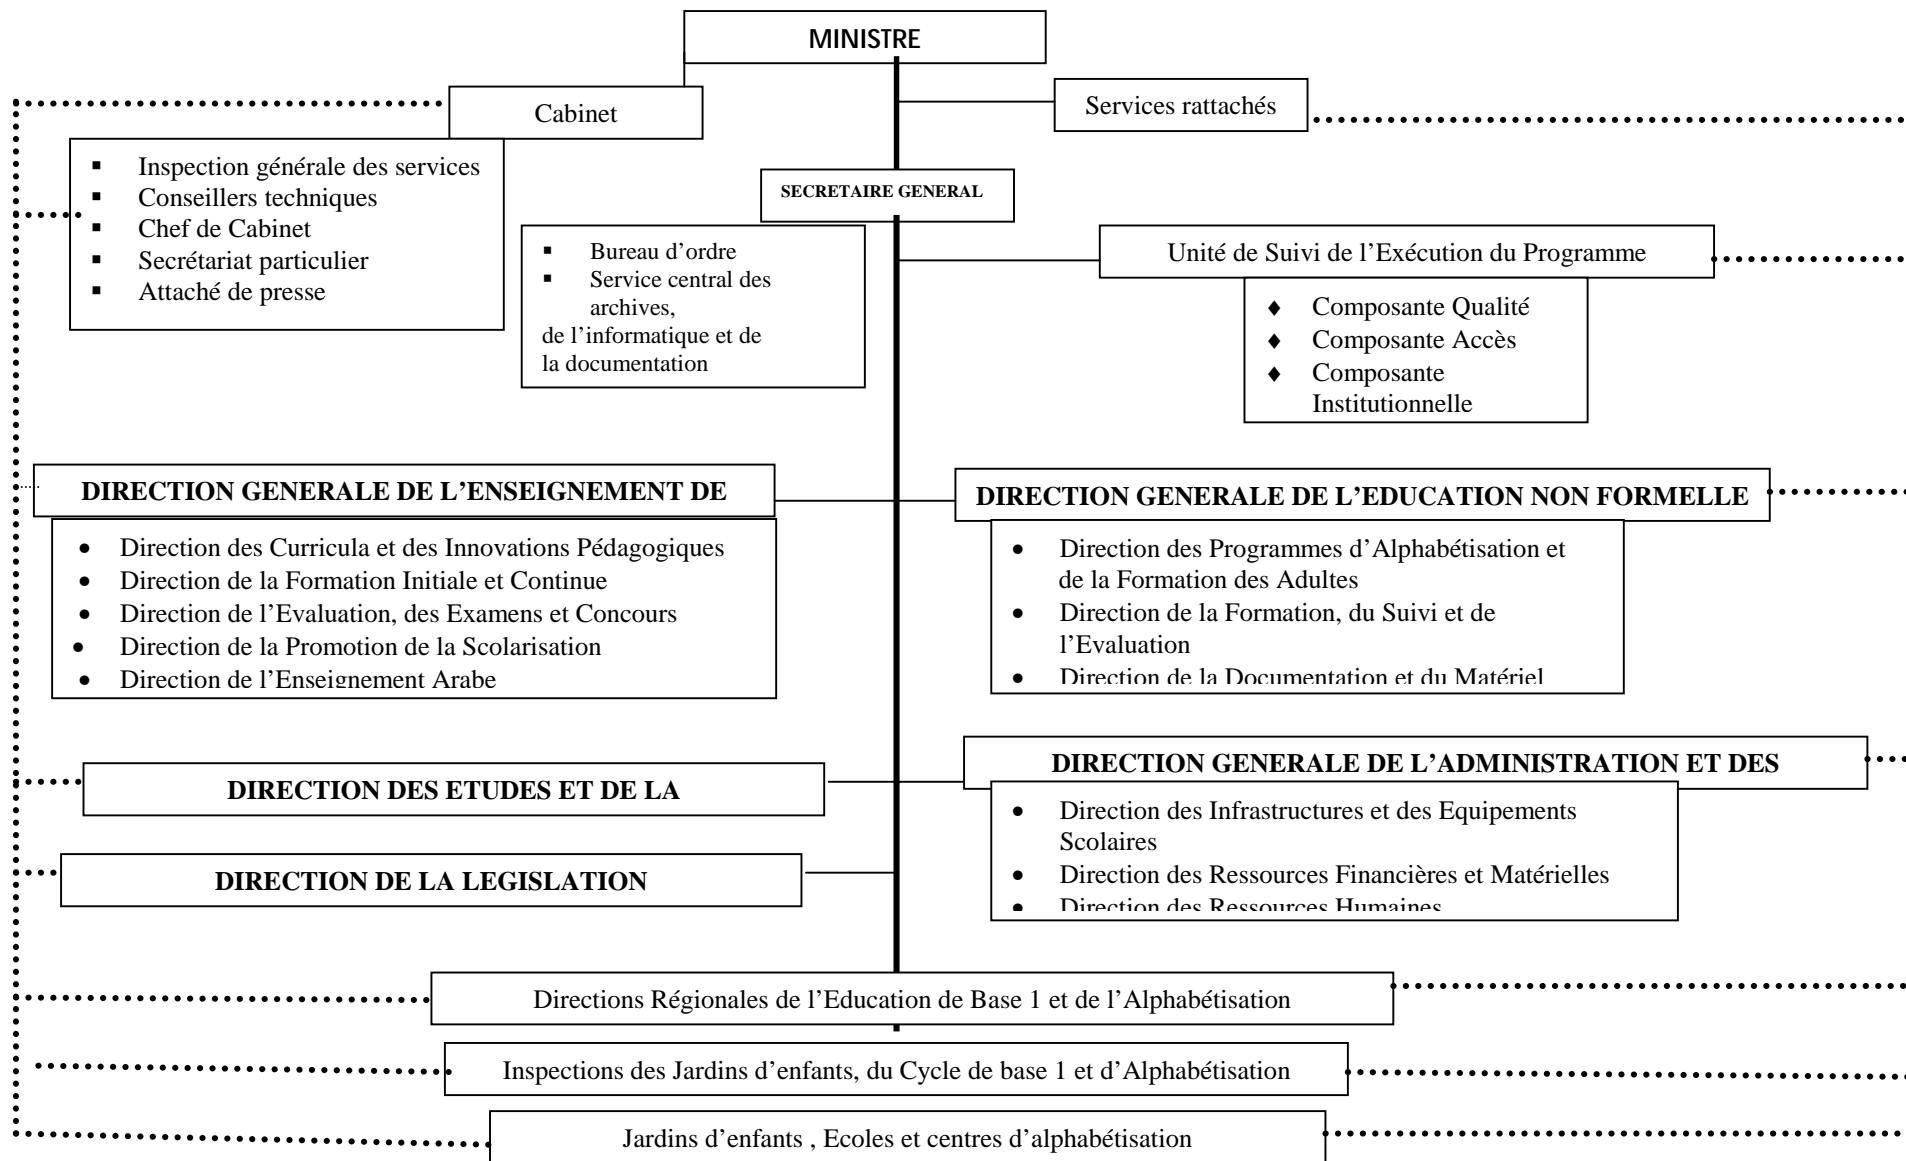 MINISTRE
Cabinet
Services rattachés
▪ Inspection générale des services
▪ Conseillers techniques
▪ Chef de Cabinet
▪ Secrétariat particulier
▪ Attaché de presse
SECRETAIRE GENERAL
▪ Bureau d’ordre
▪ Service central des
archives,
de l’informatique et de
la documentation
Unité de Suivi de l’Exécution du Programme
♦ Composante Qualité
♦ Composante Accès
♦ Composante
Institutionnelle
DIRECTION GENERALE DE L’ENSEIGNEMENT DE
• Direction des Curricula et des Innovations Pédagogiques
• Direction de la Formation Initiale et Continue
• Direction de l’Evaluation, des Examens et Concours
• Direction de la Promotion de la Scolarisation
• Direction de l’Enseignement Arabe
DIRECTION GENERALE DE L’EDUCATION NON FORMELLE
• Direction des Programmes d’Alphabétisation et
de la Formation des Adultes
• Direction de la Formation, du Suivi et de
l’Evaluation
• Direction de la Documentation et du Matériel
DIRECTION DES ETUDES ET DE LA
DIRECTION GENERALE DE L’ADMINISTRATION ET DES
• Direction des Infrastructures et des Equipements
Scolaires
• Direction des Ressources Financières et Matérielles
• Direction des Ressources Humaines
DIRECTION DE LA LEGISLATION
Directions Régionales de l’Education de Base 1 et de l’Alphabétisation
Inspections des Jardins d’enfants, du Cycle de base 1 et d’Alphabétisation
Jardins d’enfants , Ecoles et centres d’alphabétisation